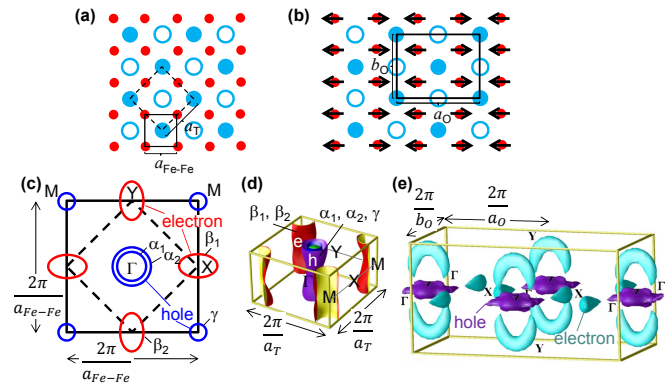 (a)
a_T
a_Fe-Fe
(b)
b_O
a_O
(c)
M
Y
M
electron
β₁
α₁
α₂
Γ
X
2π
a_Fe−Fe
hole
γ
β₂
2π
a_Fe−Fe
(d)
β₁, β₂
α₁, α₂, γ
e
h
Y
M
X
Γ
M
2π
a_T
2π
a_T
(e)
2π
b_O
2π
a_O
Y
Γ
Γ
X
Γ
X
Γ
Γ
X
hole
electron
Y